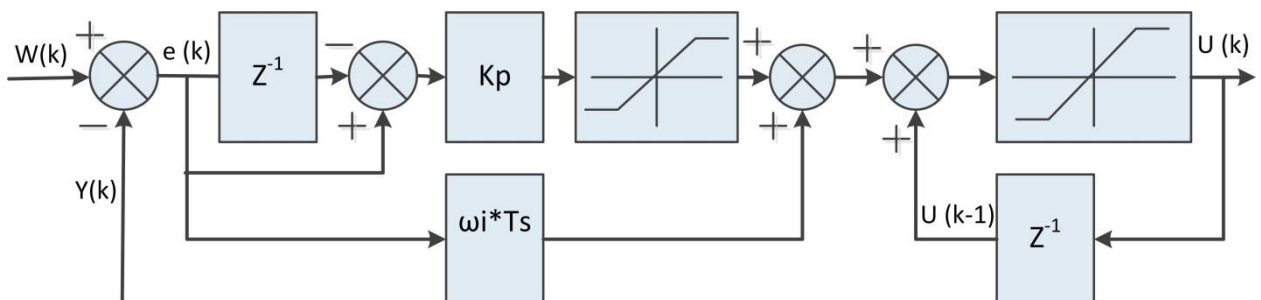 W(k)
+
−
e (k)
Z⁻¹
−
+
Kp
+
+
+
+
U (k)
Y(k)
ωi*Ts
U (k-1)
Z⁻¹